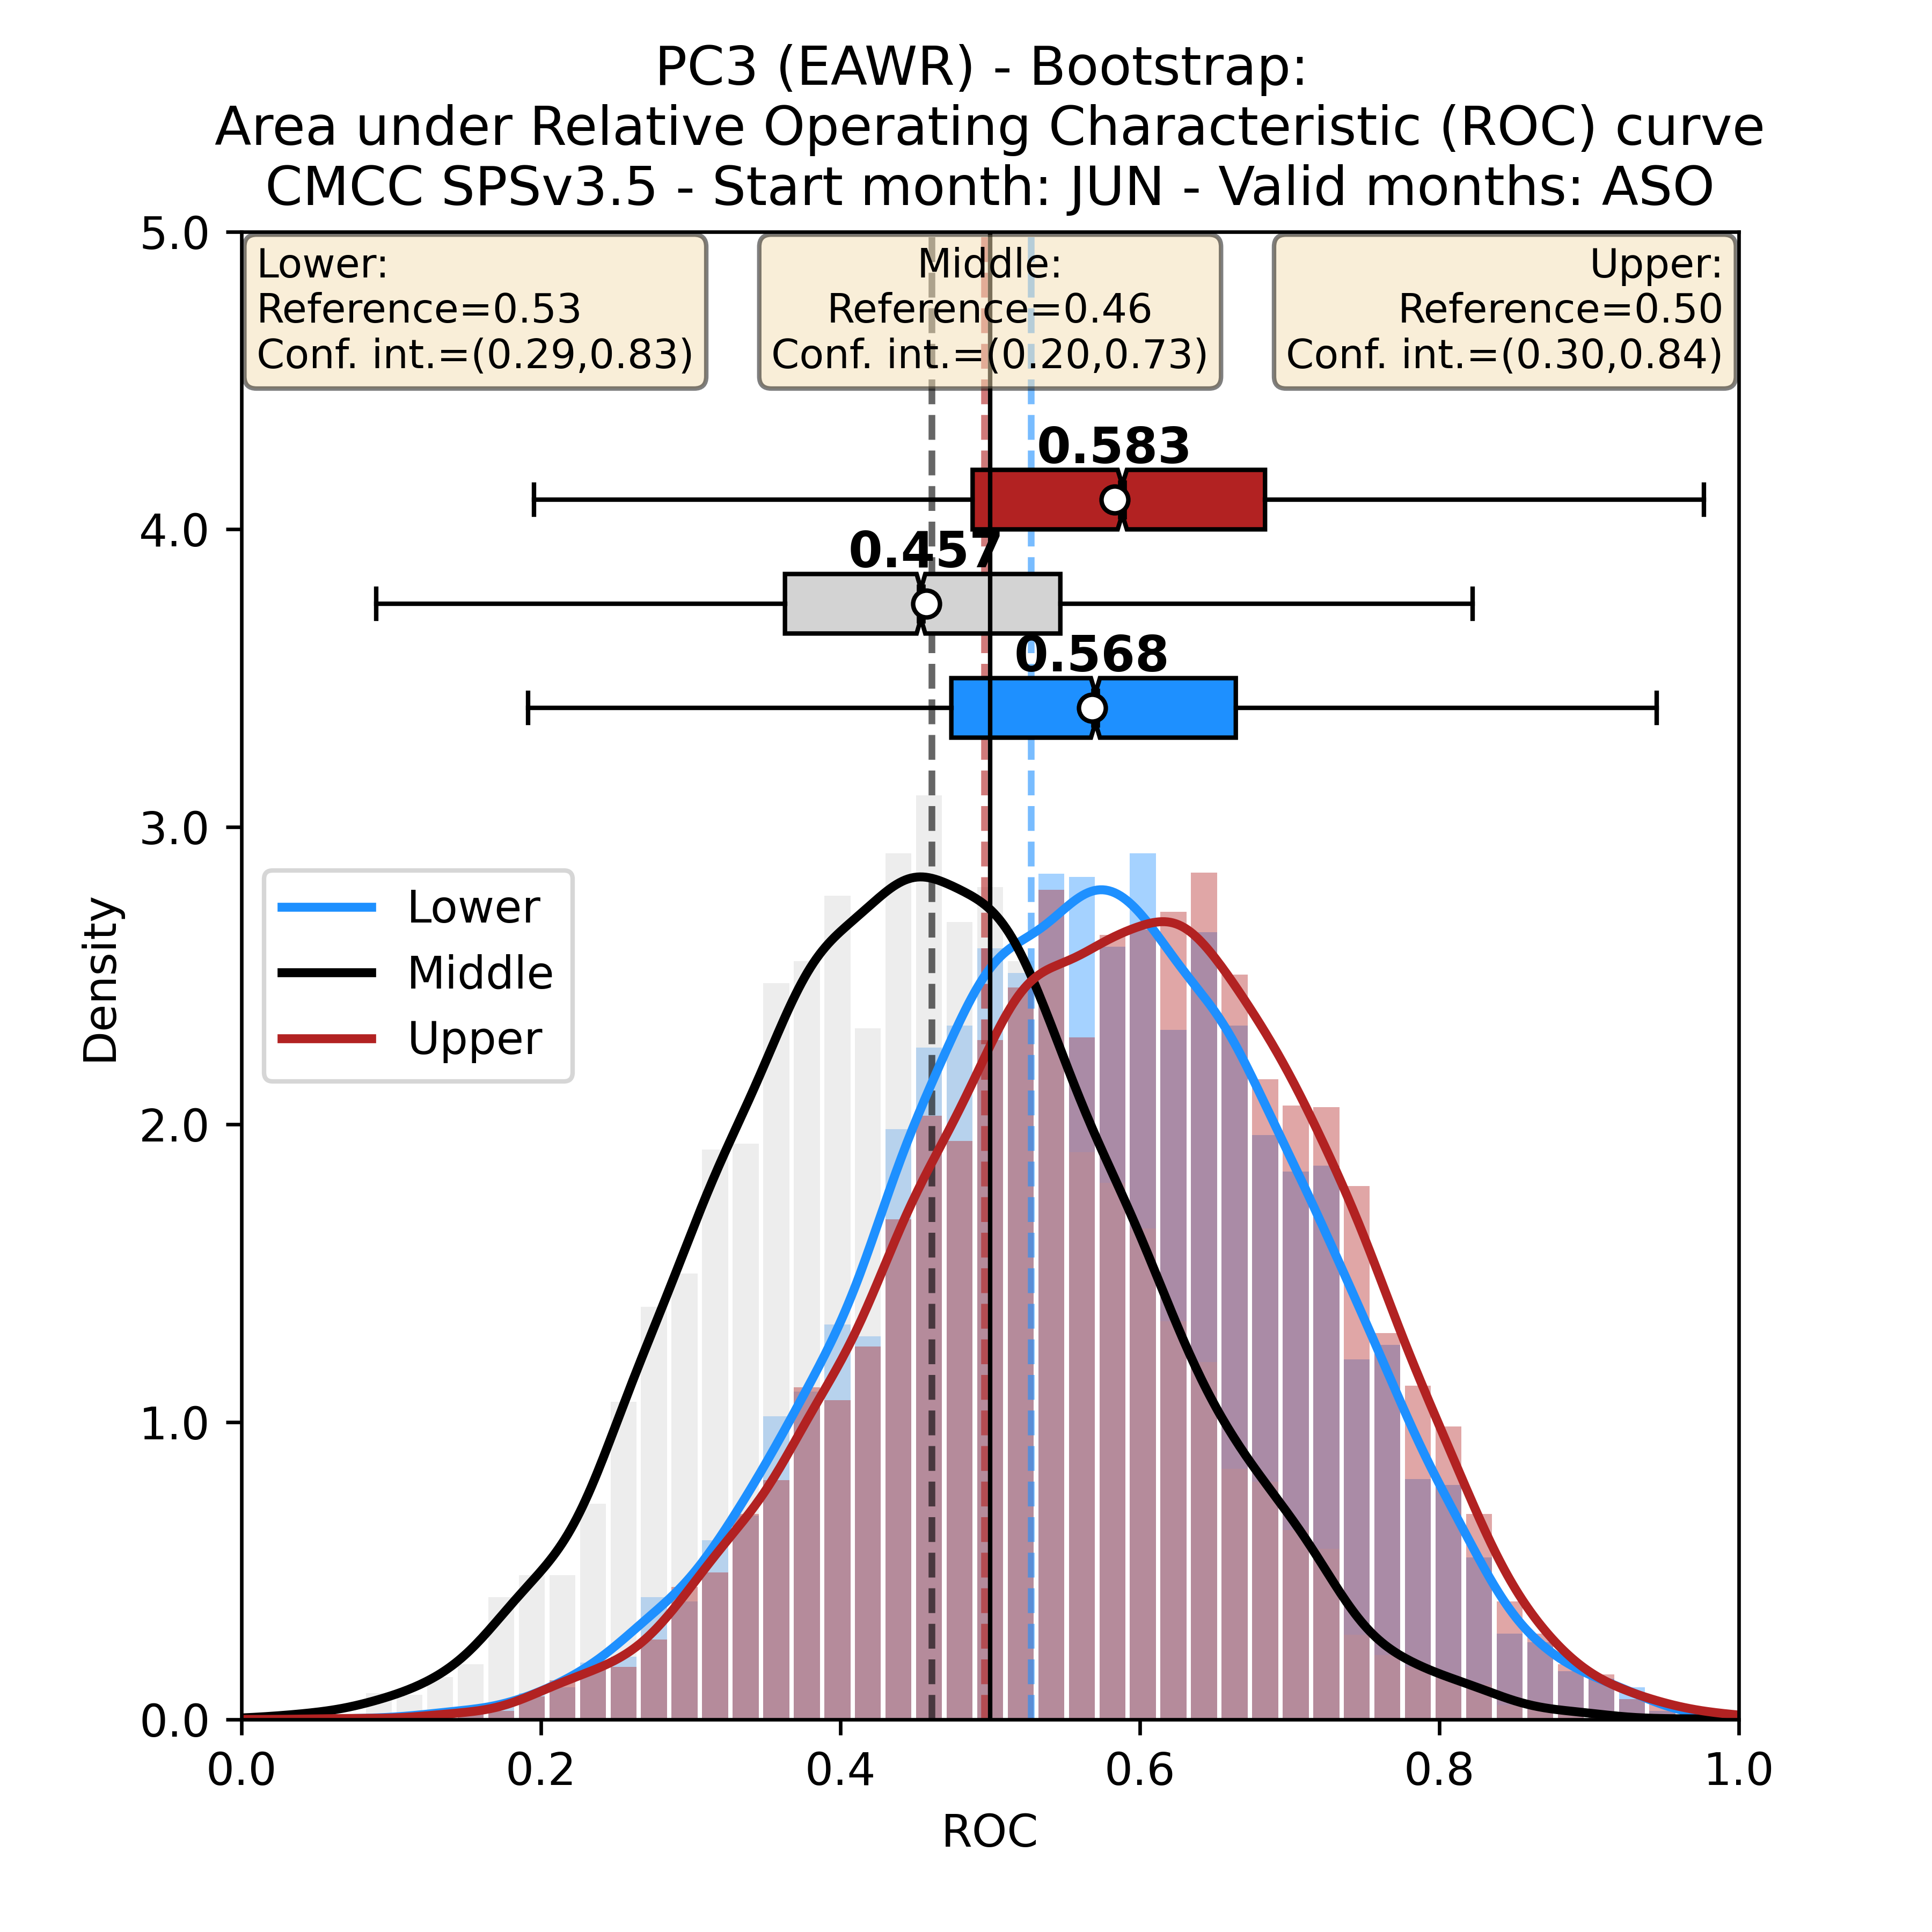 PC3 (EAWR) - Bootstrap:
Area under Relative Operating Characteristic (ROC) curve
CMCC SPSv3.5 - Start month: JUN - Valid months: ASO
5.0
Lower:
Reference=0.53
Conf. int.=(0.29,0.83)
Middle:
Reference=0.46
Conf. int.=(0.20,0.73)
Upper:
Reference=0.50
Conf. int.=(0.30,0.84)
0.583
4.0
0.457
0.568
3.0
Lower
Middle
Upper
Density
2.0
1.0
0.0
0.0 0.2 0.4 0.6 0.8 1.0
ROC